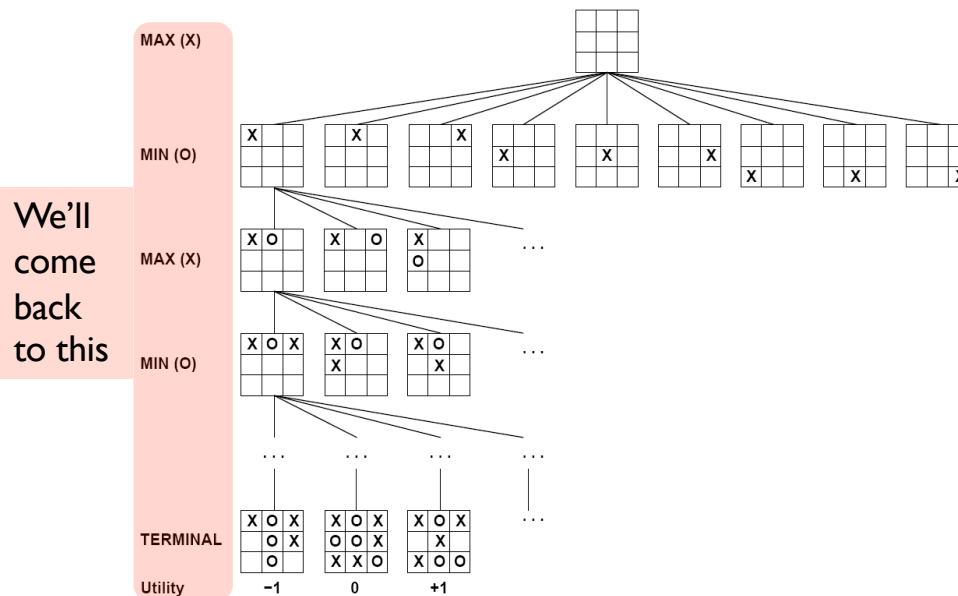 MAX (X)
X X X
MIN (O) X X X
X X X
We'll
come
back
to this
X O X O X
MAX (X) O
...
X O X X O X O
MIN (O) X X
...
... ... ... ...
X O X X O X X O X
...
TERMINAL O X O O X X
O X X O X O O
Utility −1 0 +1